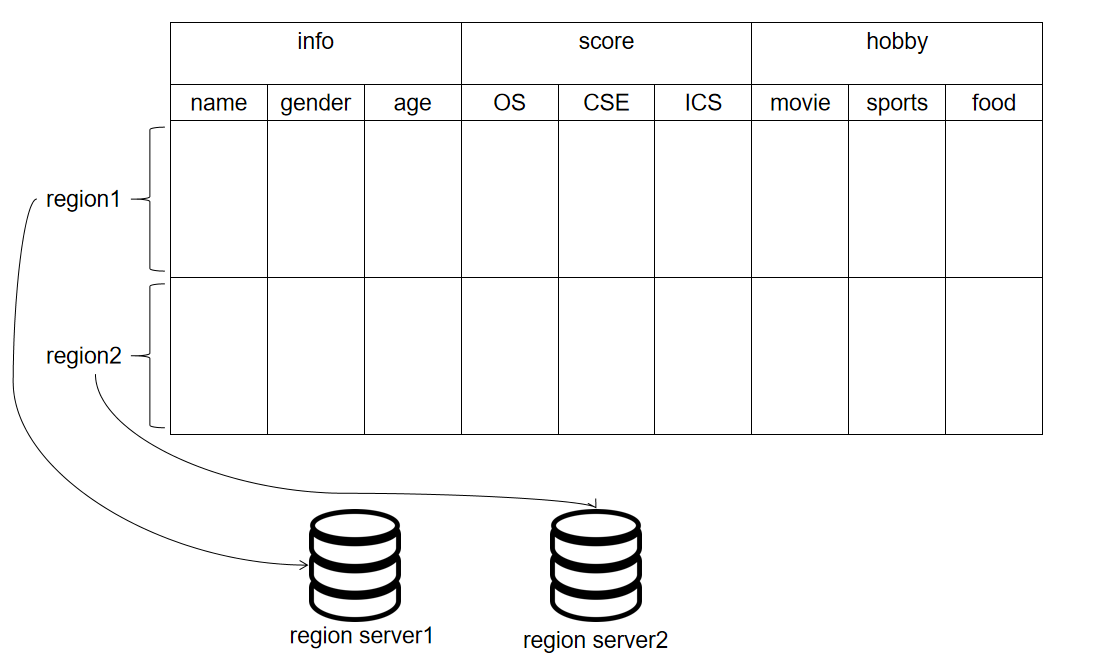 info score hobby
name gender age OS CSE ICS movie sports food
region1
region2
region server1
region server2